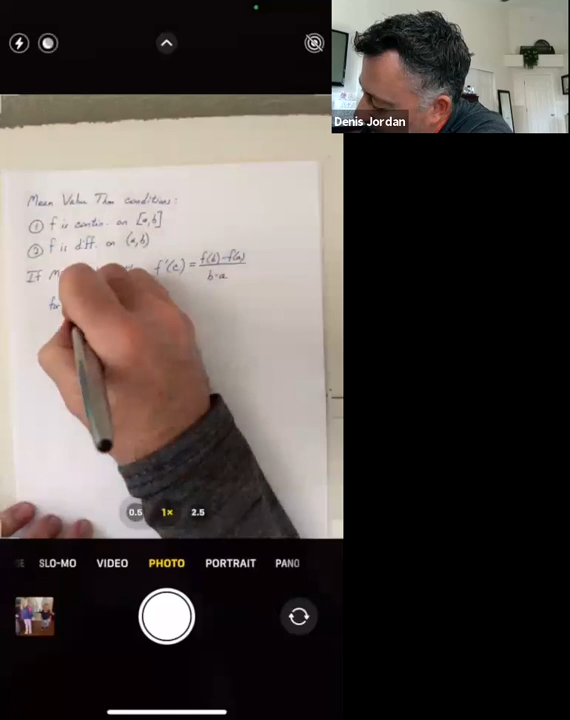 Denis Jordan
Mean Value Thm conditions:
① f is contin. on [a,b]
② f is diff. on (a,b)
If f'(c) = f(b)-f(a) / b-a
0.5 1× 2.5
SLO-MO VIDEO PHOTO PORTRAIT PANO